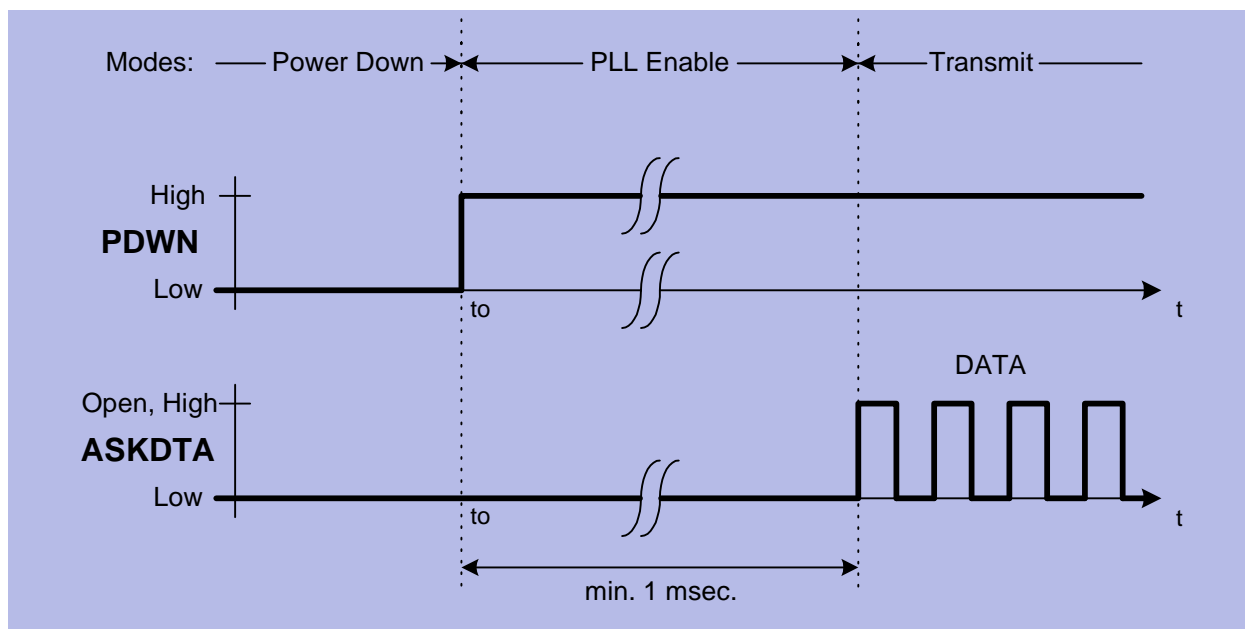 Modes: Power Down PLL Enable Transmit
High
PDWN
Low
to
t
DATA
Open, High
ASKDTA
Low
to
t
min. 1 msec.